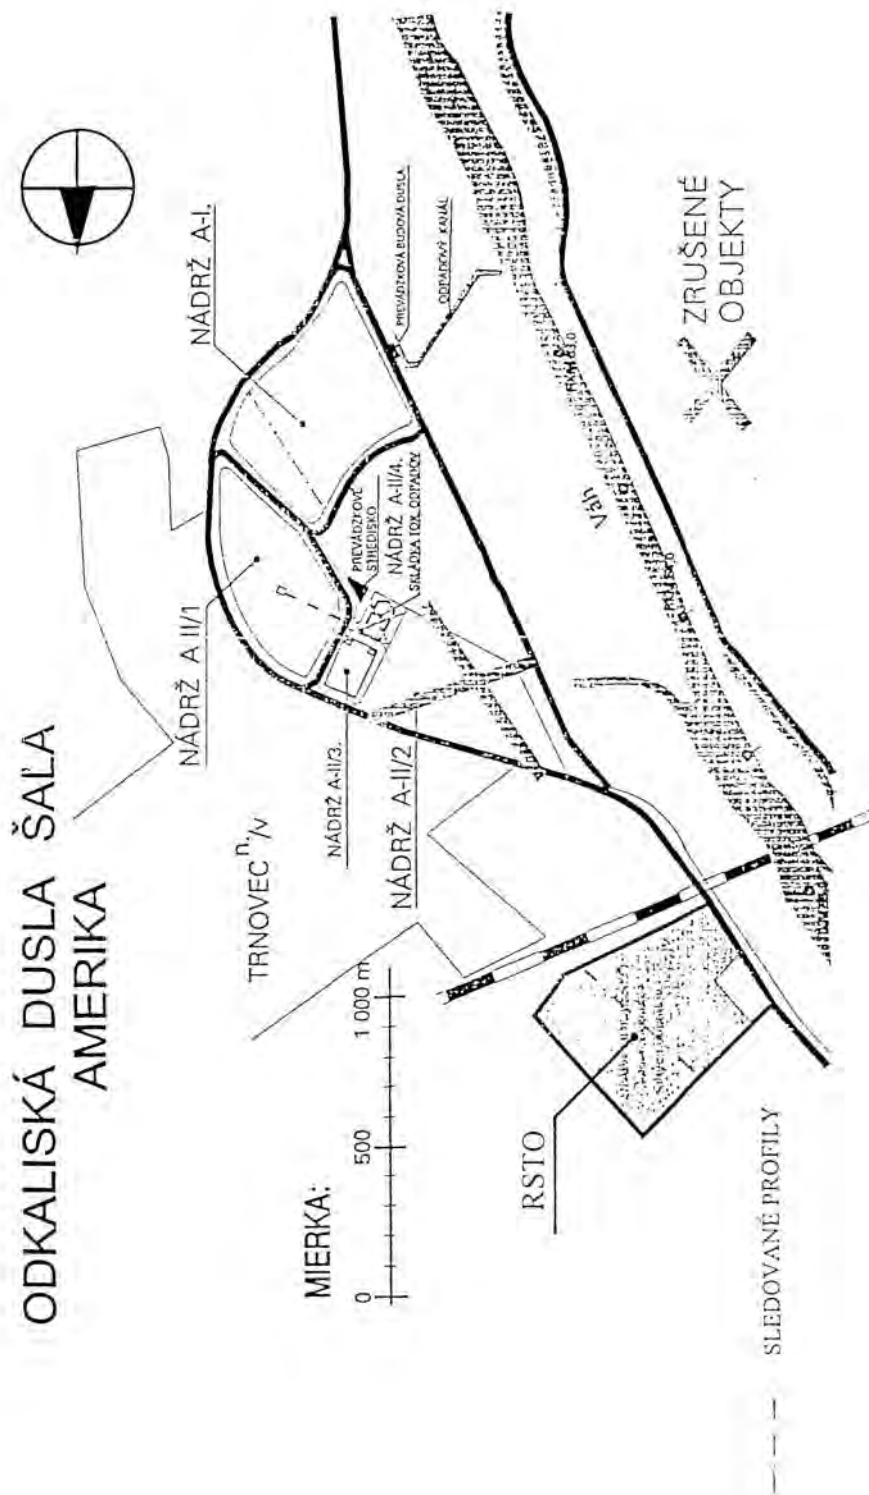 ODKALISKÁ DUSLA ŠAĽA
AMERIKA
NÁDRŽ A II/1
NÁDRŽ A-I.
TRNOVEC n./V
NÁDRŽ A-II/3.
NÁDRŽ A-II/2
PREVÁDZKOVÉ
STREDISKO
NÁDRŽ A-II/4.
SKLÁDKA TOX. ODPADOV
PREVÁDZKOVÁ BUDOVA DUSLA
ODPADOVÝ KANÁL
MIERKA:
0 500 1 000 m
RSTO
Váh
ZRUŠENÉ
OBJEKTY
SLEDOVANÉ PROFILY